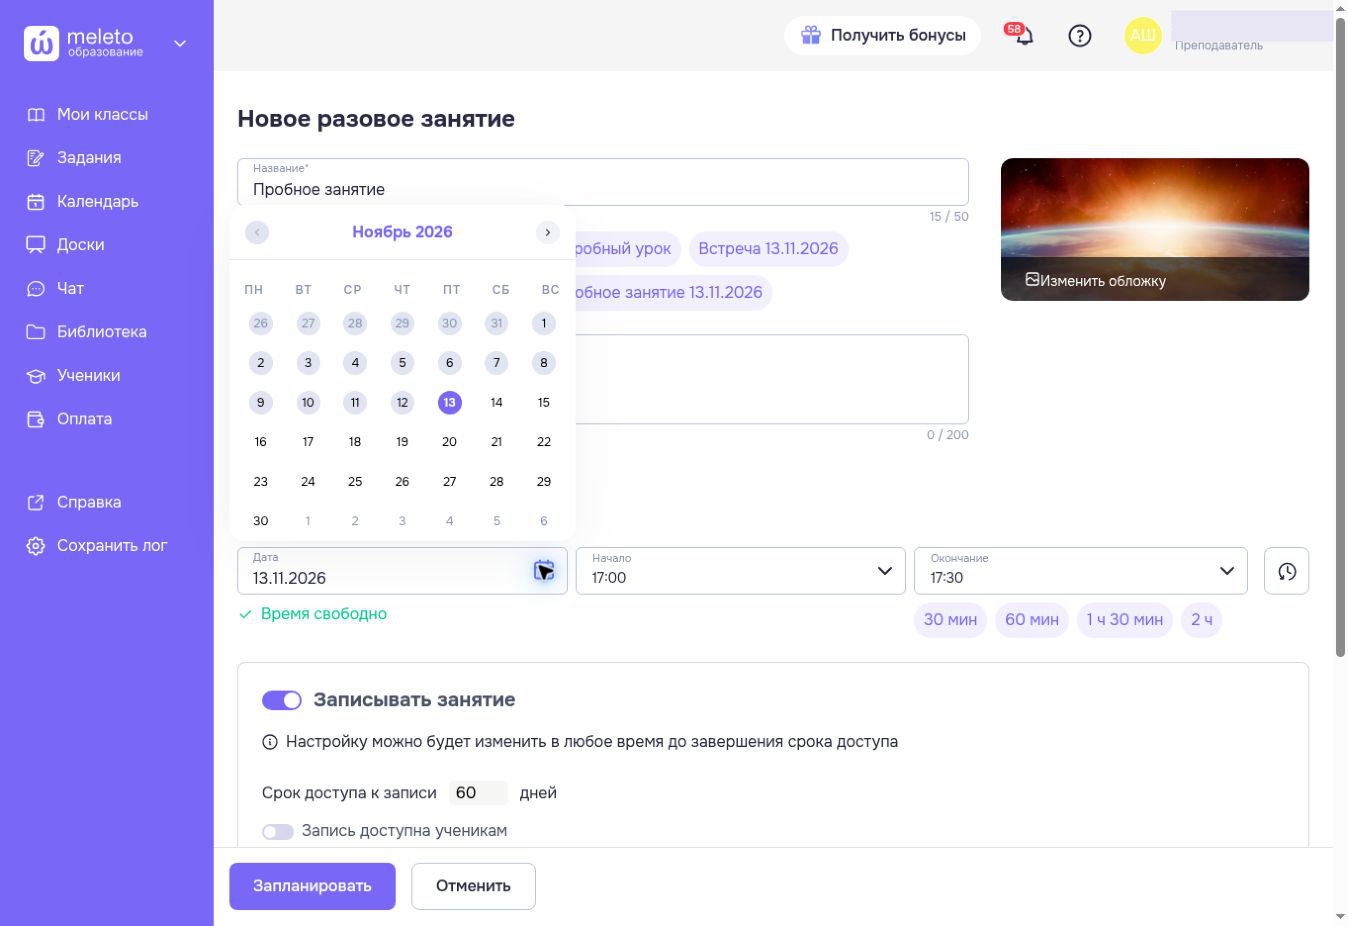 meleto
образование
Получить бонусы
58
АШ
Преподаватель
Мои классы
Задания
Календарь
Доски
Чат
Библиотека
Ученики
Оплата
Справка
Сохранить лог
Новое разовое занятие
Название*
Пробное занятие
15 / 50
Изменить обложку
робный урок
Встреча 13.11.2026
обное занятие 13.11.2026
Ноябрь 2026
ПН ВТ СР ЧТ ПТ СБ ВС
26 27 28 29 30 31 1
2 3 4 5 6 7 8
9 10 11 12 13 14 15
16 17 18 19 20 21 22
23 24 25 26 27 28 29
30 1 2 3 4 5 6
0 / 200
Дата
13.11.2026
Начало
17:00
Окончание
17:30
Время свободно
30 мин 60 мин 1 ч 30 мин 2 ч
Записывать занятие
Настройку можно будет изменить в любое время до завершения срока доступа
Срок доступа к записи 60 дней
Запись доступна ученикам
Запланировать
Отменить